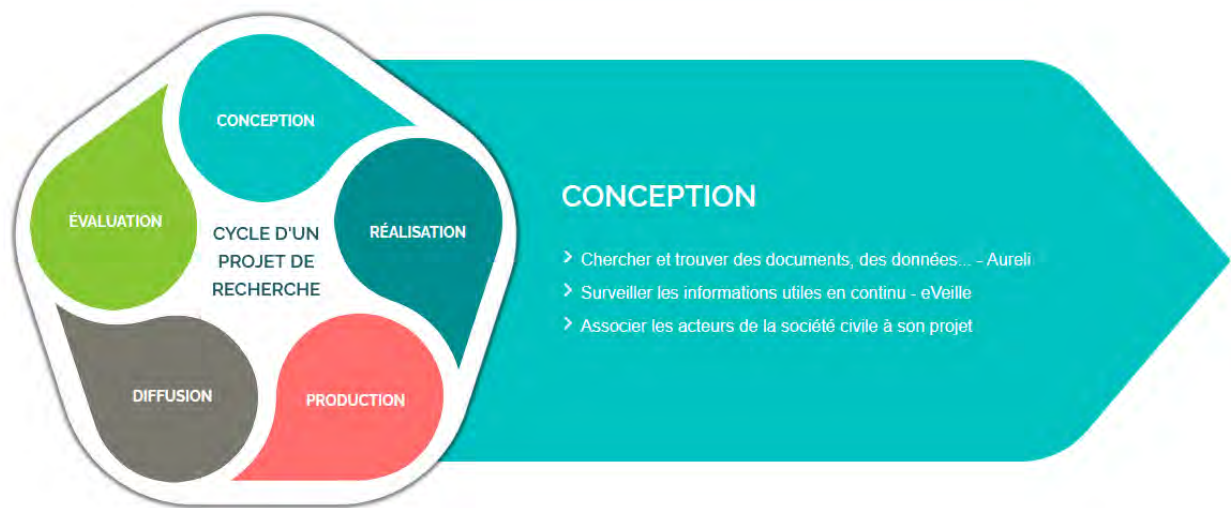 CONCEPTION
ÉVALUATION
RÉALISATION
CYCLE D'UN
PROJET DE
RECHERCHE
DIFFUSION
PRODUCTION
CONCEPTION
Chercher et trouver des documents, des données... - Aureli
Surveiller les informations utiles en continu - eVeille
Associer les acteurs de la société civile à son projet